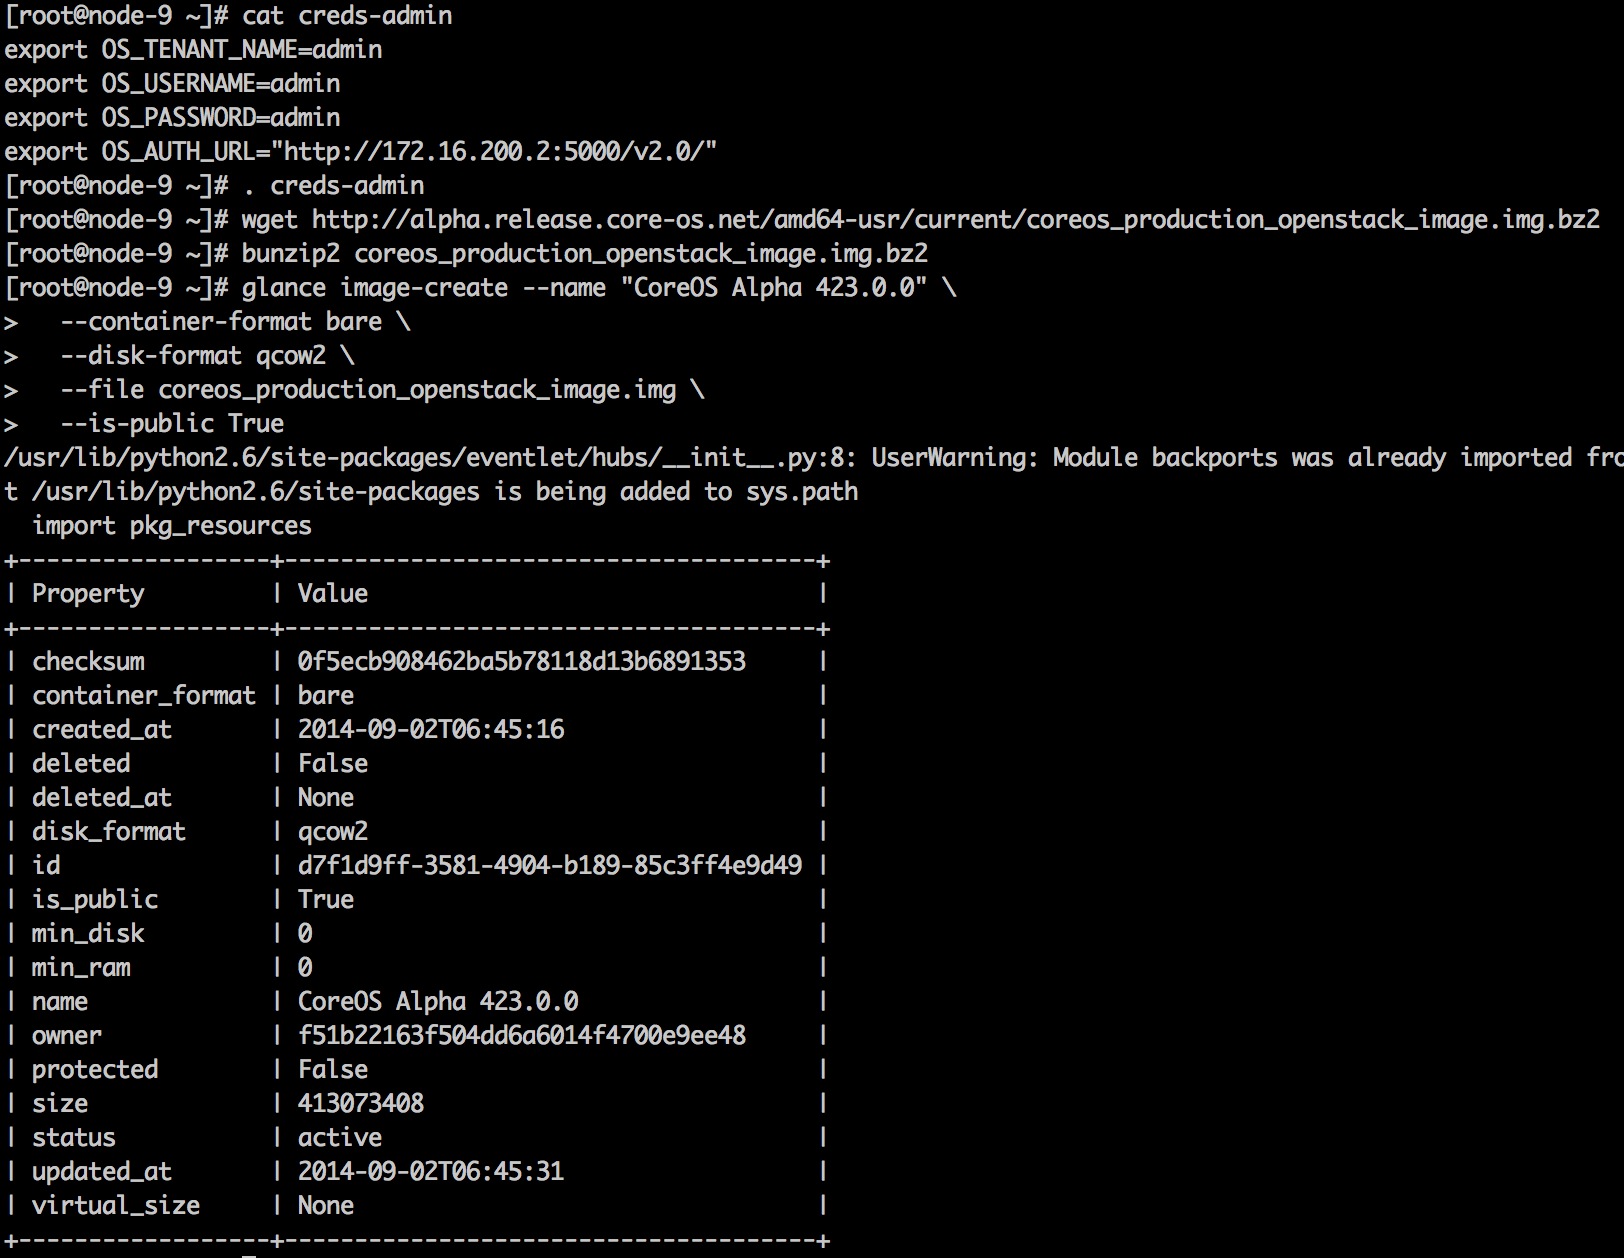 [root@node-9 ~]# cat creds-admin
export OS_TENANT_NAME=admin
export OS_USERNAME=admin
export OS_PASSWORD=admin
export OS_AUTH_URL="http://172.16.200.2:5000/v2.0/"
[root@node-9 ~]# . creds-admin
[root@node-9 ~]# wget http://alpha.release.core-os.net/amd64-usr/current/coreos_production_openstack_image.img.bz2
[root@node-9 ~]# bunzip2 coreos_production_openstack_image.img.bz2
[root@node-9 ~]# glance image-create --name "CoreOS Alpha 423.0.0" \
>   --container-format bare \
>   --disk-format qcow2 \
>   --file coreos_production_openstack_image.img \
>   --is-public True
/usr/lib/python2.6/site-packages/eventlet/hubs/__init__.py:8: UserWarning: Module backports was already imported fro
t /usr/lib/python2.6/site-packages is being added to sys.path
  import pkg_resources
+------------------+--------------------------------------+
| Property         | Value                                |
+------------------+--------------------------------------+
| checksum         | 0f5ecb908462ba5b78118d13b6891353     |
| container_format | bare                                 |
| created_at       | 2014-09-02T06:45:16                  |
| deleted          | False                                |
| deleted_at       | None                                 |
| disk_format      | qcow2                                |
| id               | d7f1d9ff-3581-4904-b189-85c3ff4e9d49 |
| is_public        | True                                 |
| min_disk         | 0                                    |
| min_ram          | 0                                    |
| name             | CoreOS Alpha 423.0.0                 |
| owner            | f51b22163f504dd6a6014f4700e9ee48     |
| protected        | False                                |
| size             | 413073408                            |
| status           | active                               |
| updated_at       | 2014-09-02T06:45:31                  |
| virtual_size     | None                                 |
+------------------+--------------------------------------+